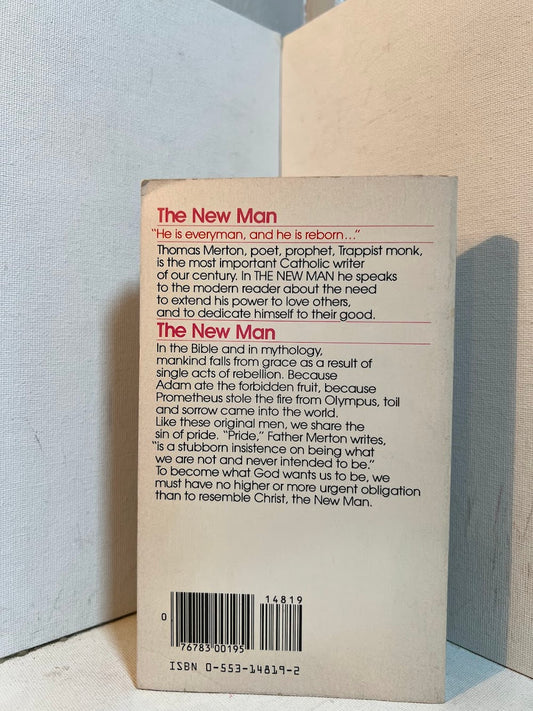 The New Man
"He is everyman, and he is reborn..."
Thomas Merton, poet, prophet, Trappist monk,
is the most important Catholic writer
of our century. In THE NEW MAN he speaks
to the modern reader about the need
to extend his power to love others,
and to dedicate himself to their good.
The New Man
In the Bible and in mythology,
mankind falls from grace as a result of
single acts of rebellion. Because
Adam ate the forbidden fruit, because
Prometheus stole the fire from Olympus, toil
and sorrow came into the world.
Like these original men, we share the
sin of pride. "Pride," Father Merton writes,
"is a stubborn insistence on being what
we are not and never intended to be."
To become what God wants us to be, we
must have no higher or more urgent obligation
than to resemble Christ, the New Man.
14819
0
76783 00195
ISBN 0-553-14819-2